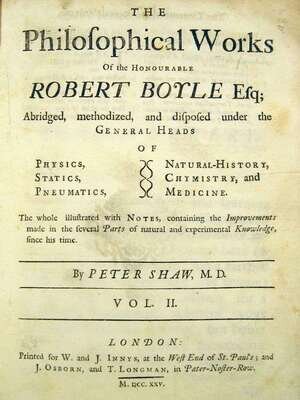 THE
Philoſophical Works
Of the HONOURABLE
ROBERT BOYLE Eſq;
Abridged, methodized, and diſpoſed under the
GENERAL HEADS
OF
PHYSICS, NATURAL-HISTORY,
STATICS, CHYMISTRY, and
PNEUMATICS, MEDICINE.
The whole illuſtrated with NOTES, containing the Improvements
made in the ſeveral Parts of natural and experimental Knowledge,
ſince his time.
By PETER SHAW, M. D.
VOL. II.
LONDON:
Printed for W. and J. INNYS, at the Weſt End of St. Paul's; and
J. OSBORN, and T. LONGMAN, in Pater-Noſter-Row.
M. DCC. XXV.